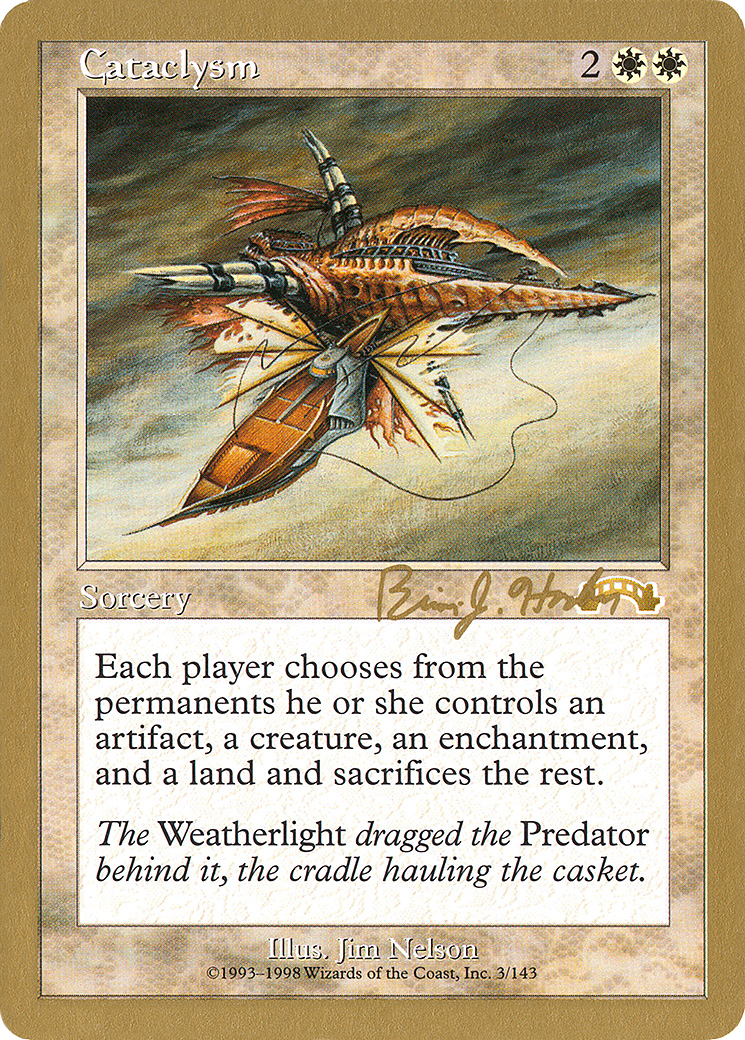 Cataclysm 2
Sorcery
Brian J. Hacker
Each player chooses from the
permanents he or she controls an
artifact, a creature, an enchantment,
and a land and sacrifices the rest.
The Weatherlight dragged the Predator
behind it, the cradle hauling the casket.
Illus. Jim Nelson
©1993–1998 Wizards of the Coast, Inc. 3/143